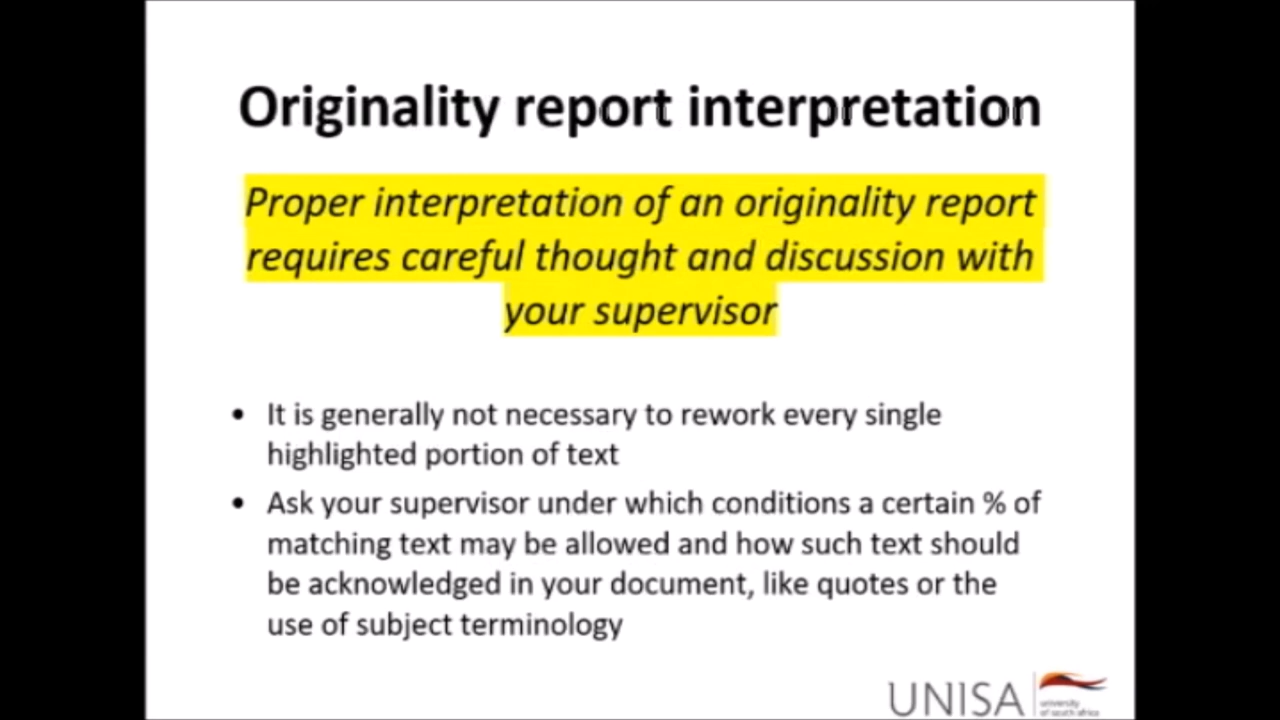 Originality report interpretation
Proper interpretation of an originality report
requires careful thought and discussion with
your supervisor
• It is generally not necessary to rework every single
highlighted portion of text
• Ask your supervisor under which conditions a certain % of
matching text may be allowed and how such text should
be acknowledged in your document, like quotes or the
use of subject terminology
UNISA
university
of south africa